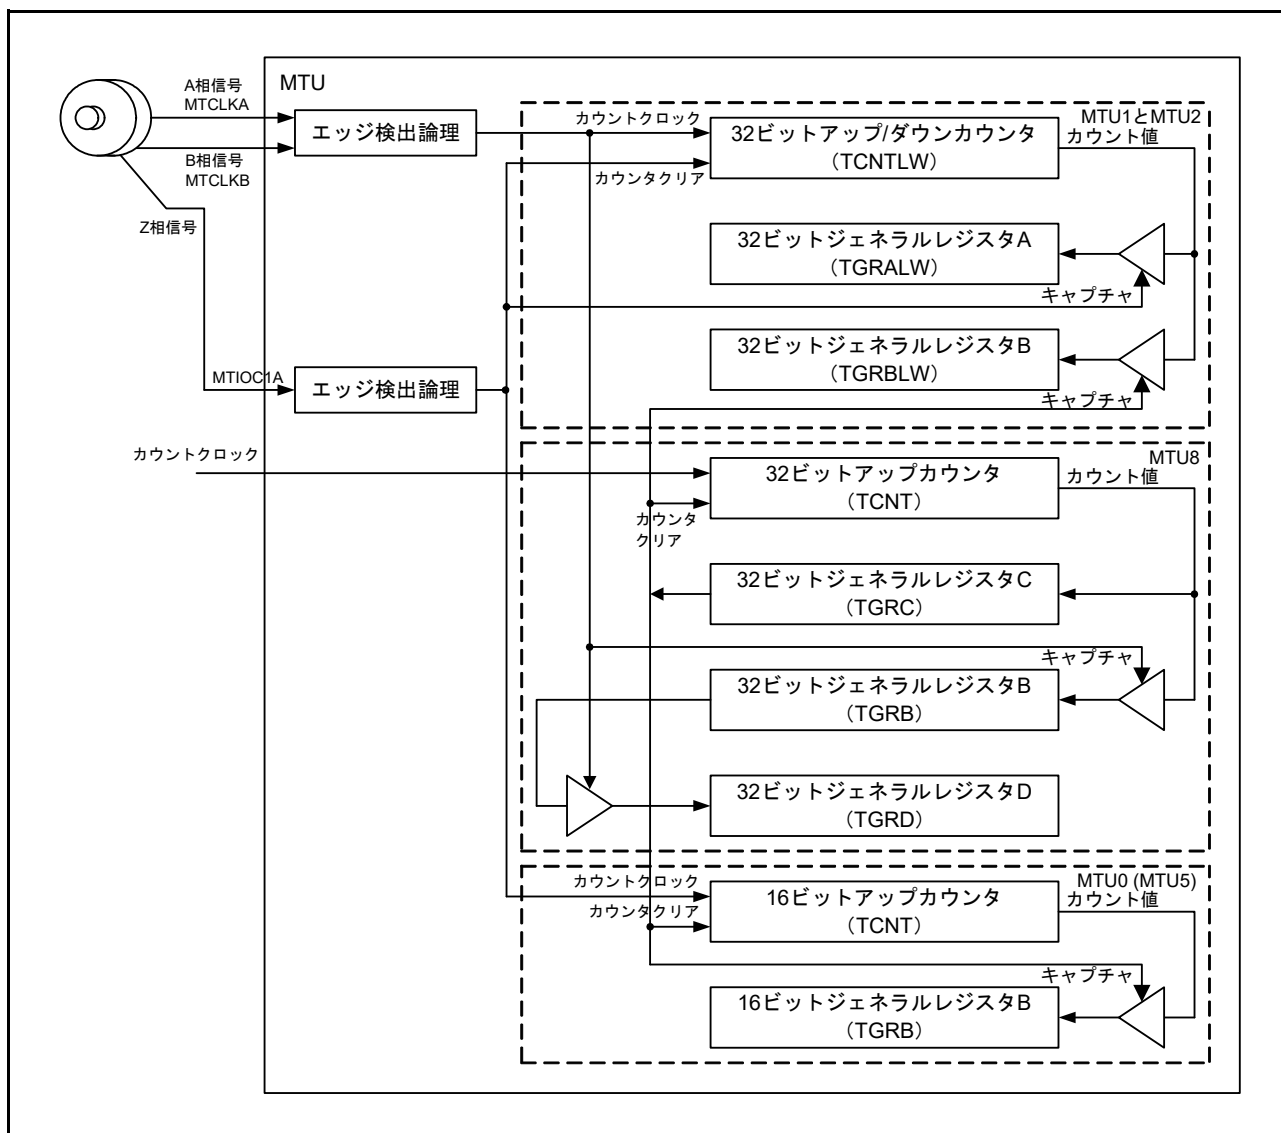 MTU
A相信号
MTCLKA
B相信号
MTCLKB
Z相信号
MTIOC1A
エッジ検出論理
エッジ検出論理
カウントクロック
カウンタクリア
MTU1とMTU2
カウント値
32ビットアップ/ダウンカウンタ
(TCNTLW)
32ビットジェネラルレジスタA
(TGRALW)
キャプチャ
32ビットジェネラルレジスタB
(TGRBLW)
キャプチャ
カウントクロック
MTU8
カウント値
32ビットアップカウンタ
(TCNT)
カウンタ
クリア
32ビットジェネラルレジスタC
(TGRC)
キャプチャ
32ビットジェネラルレジスタB
(TGRB)
32ビットジェネラルレジスタD
(TGRD)
MTU0 (MTU5)
カウントクロック
カウンタクリア
カウント値
16ビットアップカウンタ
(TCNT)
キャプチャ
16ビットジェネラルレジスタB
(TGRB)